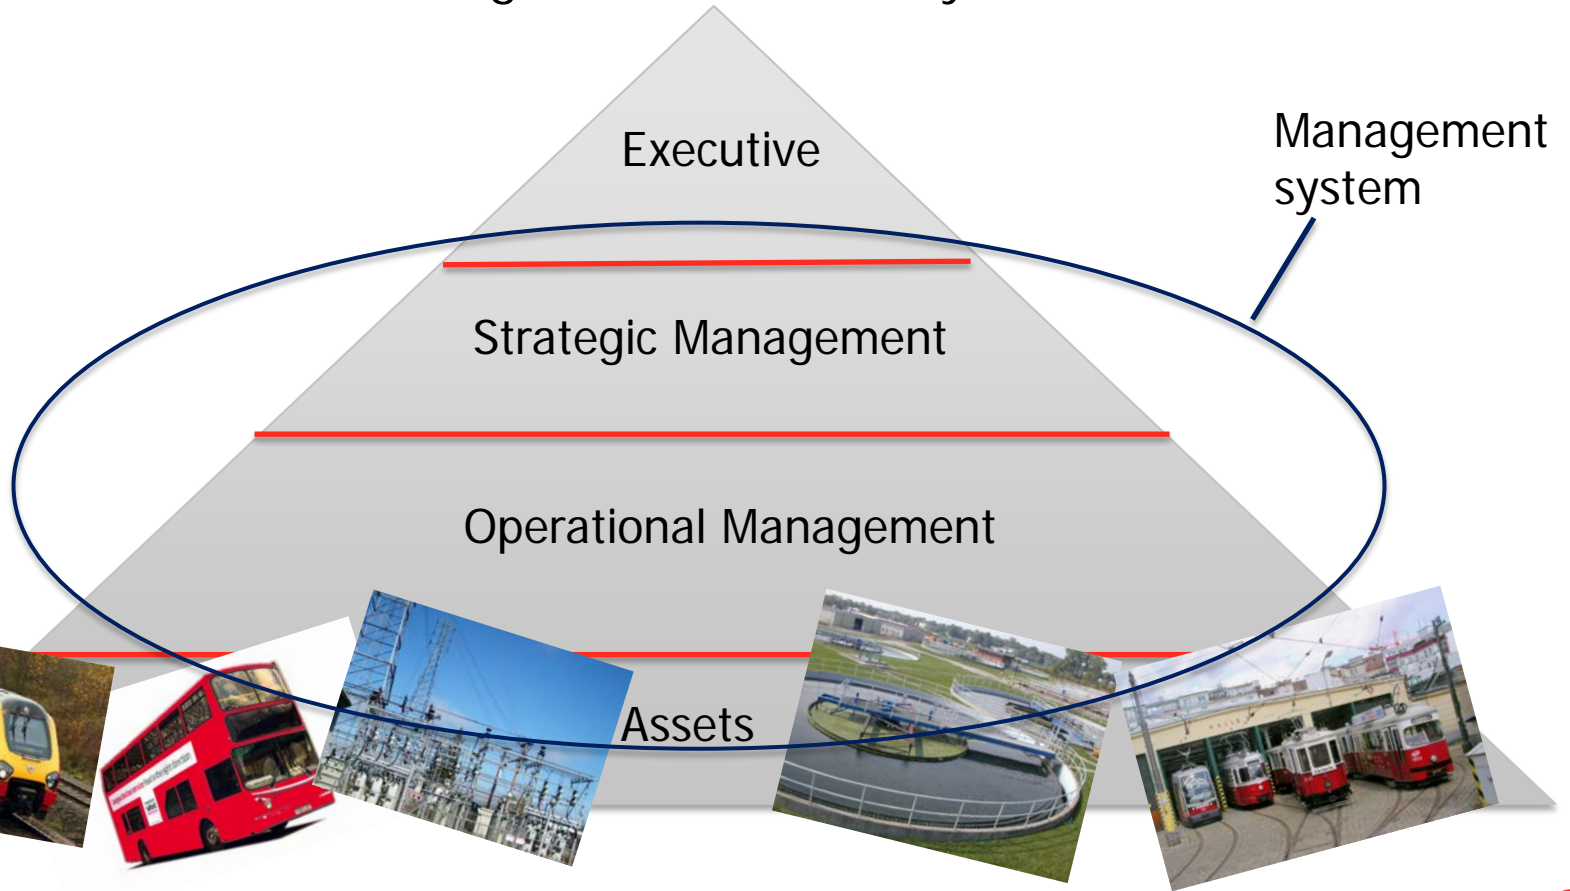 Executive
Management
system
Strategic Management
Operational Management
Assets